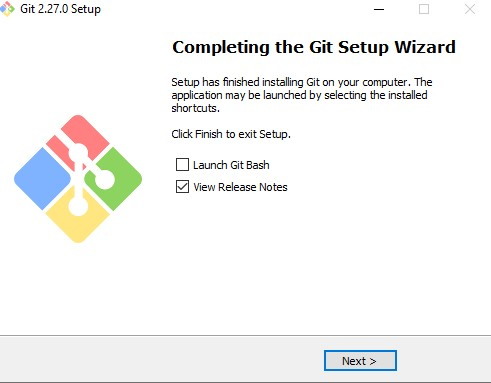 Git 2.27.0 Setup
Completing the Git Setup Wizard
Setup has finished installing Git on your computer. The
application may be launched by selecting the installed
shortcuts.
Click Finish to exit Setup.
Launch Git Bash
View Release Notes
Next >